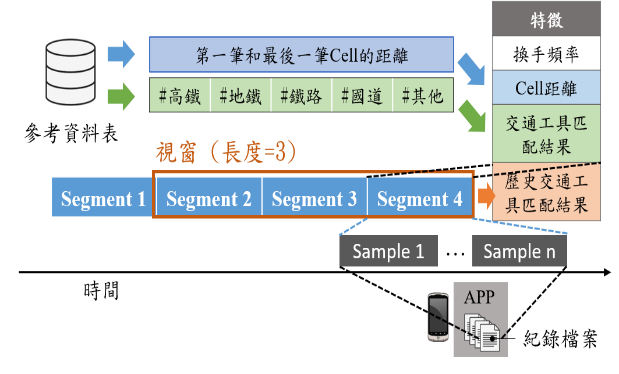 特徵
第一筆和最後一筆Cell的距離
換手頻率
Cell距離
#高鐵 #地鐵 #鐵路 #國道 #其他
交通工具匹
配結果
參考資料表
視窗 (長度=3)
Segment 1 Segment 2 Segment 3 Segment 4
歷史交通工
具匹配結果
Sample 1 ... Sample n
時間
APP
紀錄檔案